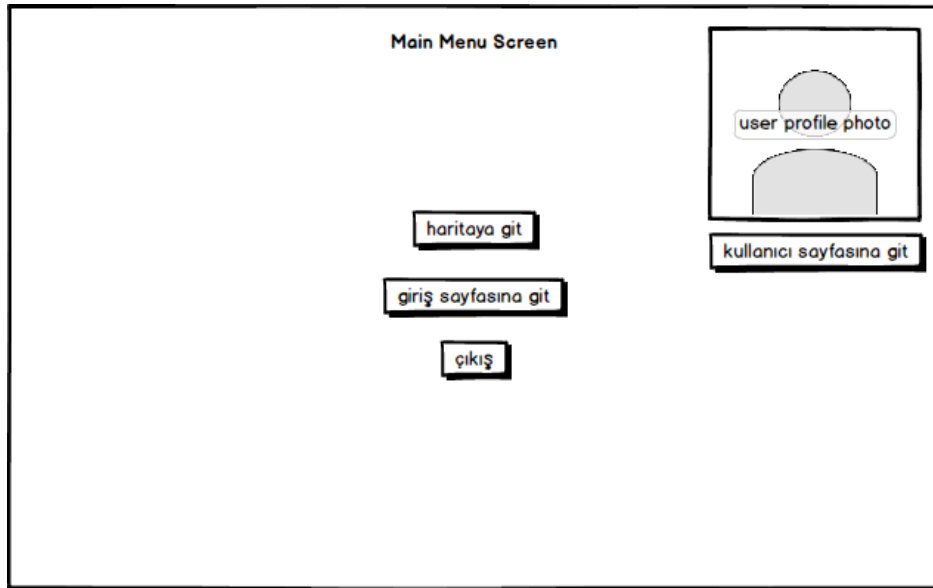 Main Menu Screen
user profile photo
haritaya git
kullanıcı sayfasına git
giriş sayfasına git
çıkış